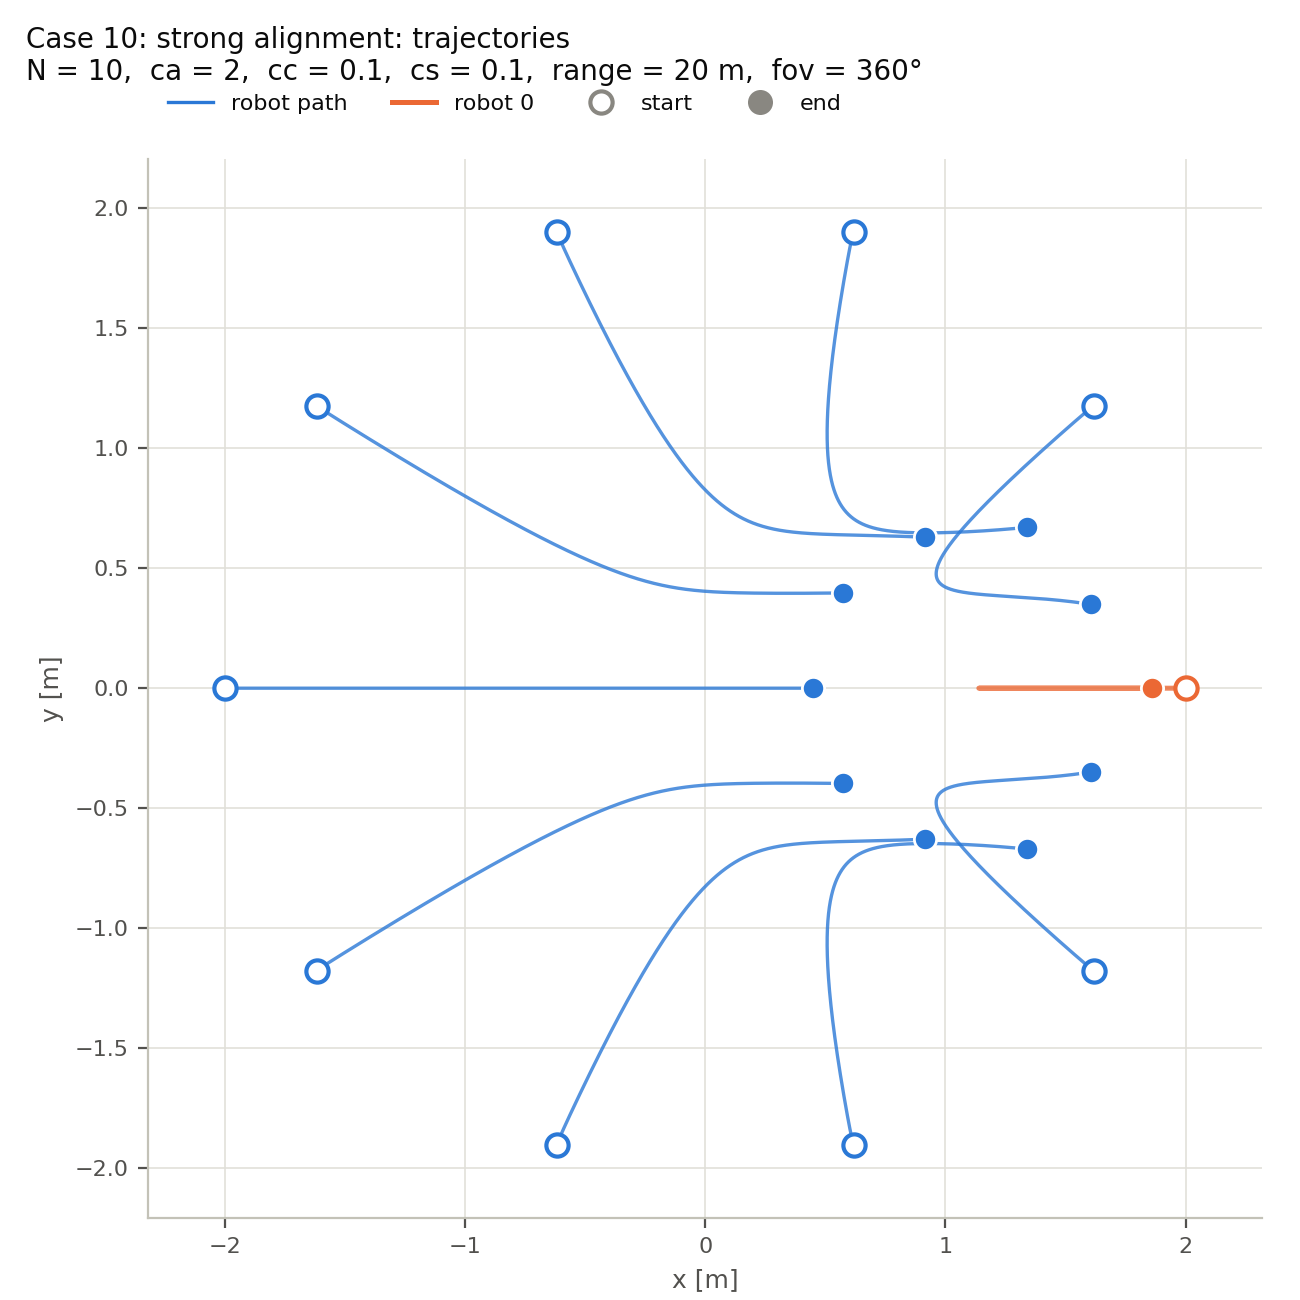 Case 10: strong alignment: trajectories
N = 10,  ca = 2,  cc = 0.1,  cs = 0.1,  range = 20 m,  fov = 360°
robot path  robot 0  start  end
2.0
1.5
1.0
0.5
0.0
−0.5
−1.0
−1.5
−2.0
y [m]
−2  −1  0  1  2
x [m]